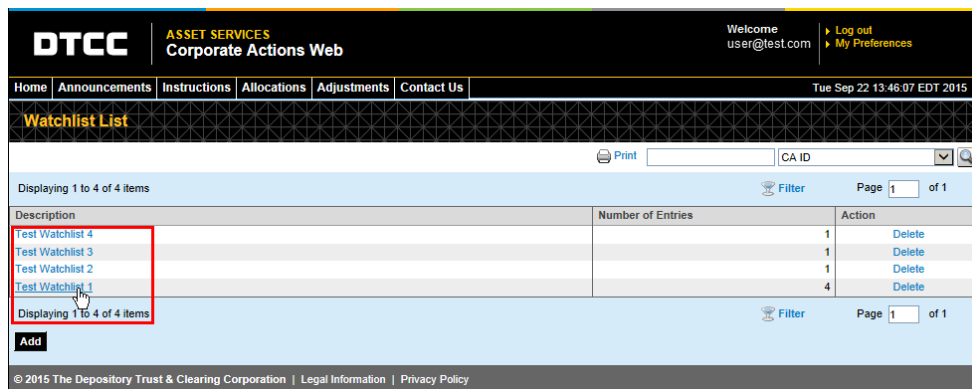 DTCC
ASSET SERVICES
Corporate Actions Web
Welcome
user@test.com
Log out
My Preferences
Home Announcements Instructions Allocations Adjustments Contact Us Tue Sep 22 13:46:07 EDT 2015
Watchlist List
Print CA ID
Displaying 1 to 4 of 4 items Filter Page 1 of 1
Description Number of Entries Action
Test Watchlist 4 1 Delete
Test Watchlist 3 1 Delete
Test Watchlist 2 1 Delete
Test Watchlist 1 4 Delete
Displaying 1 to 4 of 4 items Filter Page 1 of 1
Add
© 2015 The Depository Trust & Clearing Corporation | Legal Information | Privacy Policy